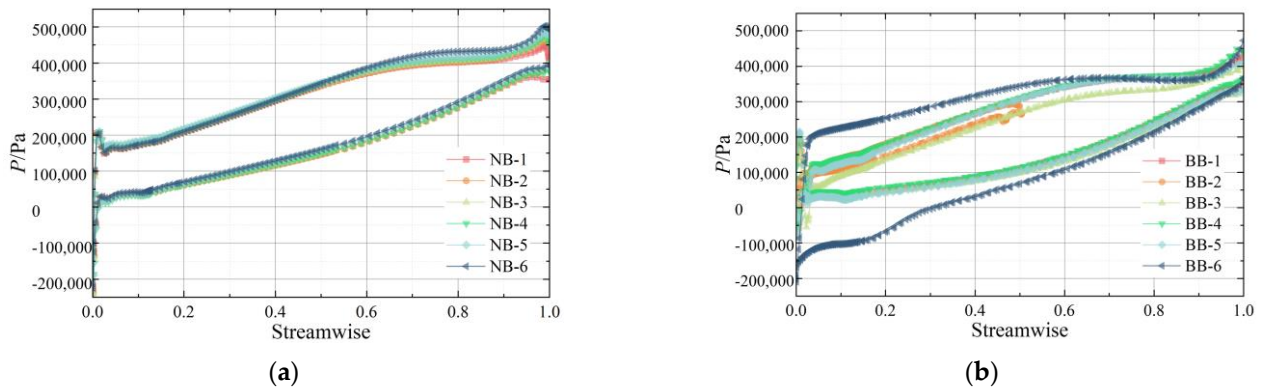 500,000
400,000
300,000
200,000
100,000
0
-100,000
-200,000
P/Pa
NB-1
NB-2
NB-3
NB-4
NB-5
NB-6
0.0 0.2 0.4 0.6 0.8 1.0
Streamwise
(a)
500,000
400,000
300,000
200,000
100,000
0
-100,000
-200,000
P/Pa
BB-1
BB-2
BB-3
BB-4
BB-5
BB-6
0.0 0.2 0.4 0.6 0.8 1.0
Streamwise
(b)